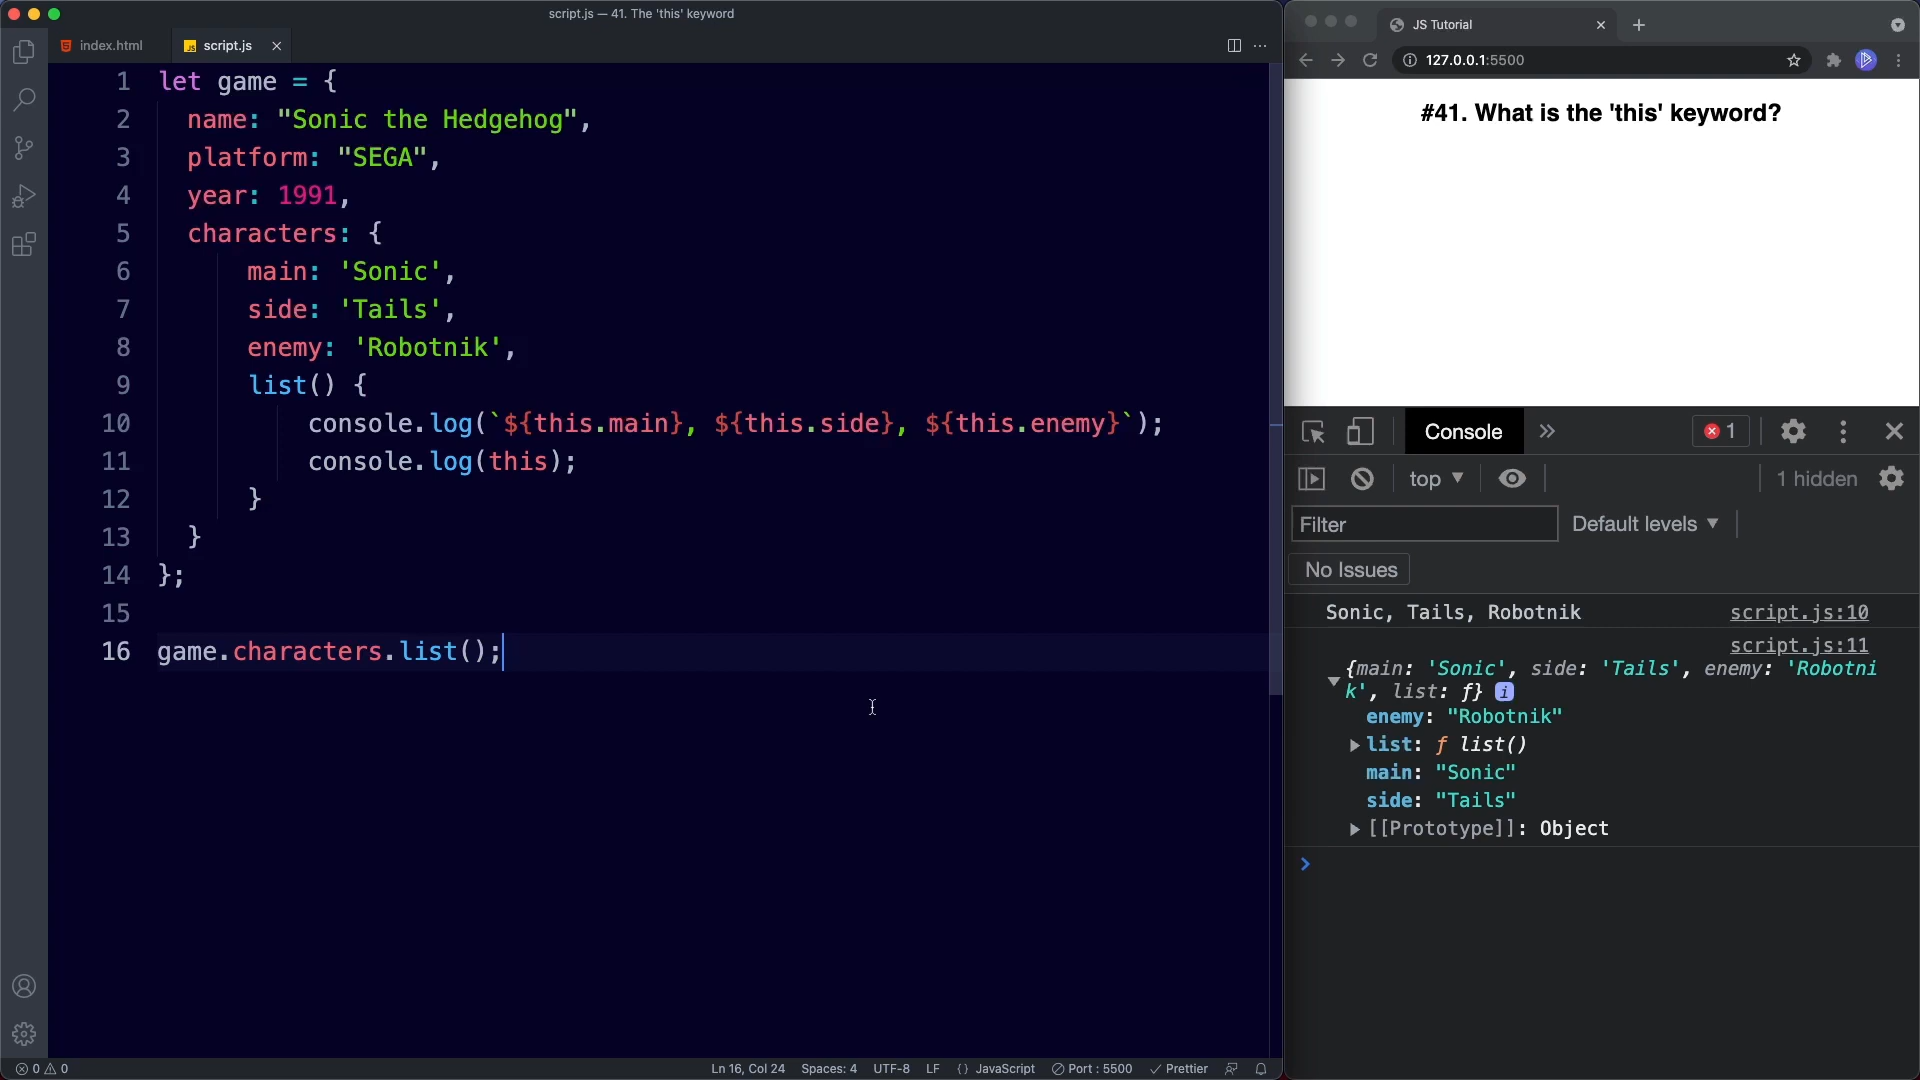 script.js — 41. The 'this' keyword
index.html
script.js
1 let game = {
2 name: "Sonic the Hedgehog",
3 platform: "SEGA",
4 year: 1991,
5 characters: {
6 main: 'Sonic',
7 side: 'Tails',
8 enemy: 'Robotnik',
9 list() {
10 console.log(`${this.main}, ${this.side}, ${this.enemy}`);
11 console.log(this);
12 }
13 }
14 };
15
16 game.characters.list();
0 0
Ln 16, Col 24 Spaces: 4 UTF-8 LF {} JavaScript Port : 5500 Prettier
JS Tutorial
127.0.0.1:5500
#41. What is the 'this' keyword?
Console
1
top
1 hidden
Filter
Default levels
No Issues
Sonic, Tails, Robotnik script.js:10
script.js:11
{main: 'Sonic', side: 'Tails', enemy: 'Robotni
k', list: ƒ} i
enemy: "Robotnik"
list: ƒ list()
main: "Sonic"
side: "Tails"
[[Prototype]]: Object